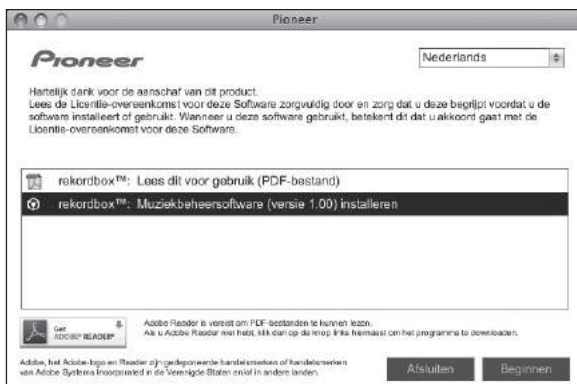 Pioneer
Pioneer
Nederlands
Hartelijk dank voor de aanschaf van dit product.
Lees de Licentie-overeenkomst voor deze Software zorgvuldig door en zorg dat u deze begrijpt voordat u de
software installeert of gebruikt. Wanneer u deze software gebruikt, betekent dit dat u akkoord gaat met de
Licentie-overeenkomst voor deze Software.
rekordbox™: Lees dit voor gebruik (PDF-bestand)
rekordbox™: Muziekbeheersoftware (versie 1.00) installeren
Get
ADOBE® READER®
Adobe Reader is vereist om PDF-bestanden te kunnen lezen.
Als u Adobe Reader niet hebt, klik dan op de knop links hiernaast om het programma te downloaden.
Adobe, het Adobe-logo en Reader zijn gedeponeerde handelsmerken of handelsmerken
van Adobe Systems Incorporated in de Verenigde Staten en/of in andere landen.
Afsluiten
Beginnen